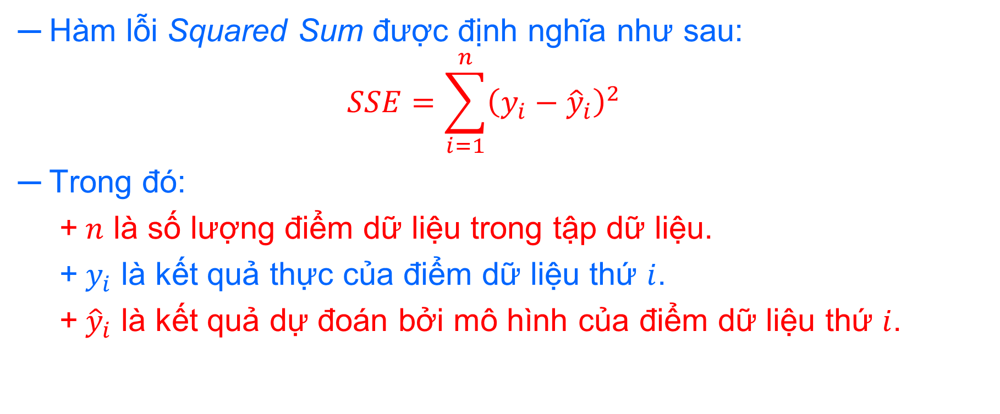 — Hàm lỗi Squared Sum được định nghĩa như sau:
$SSE = \sum_{i=1}^{n} (y_i - \hat{y}_i)^2$
— Trong đó:
+ $n$ là số lượng điểm dữ liệu trong tập dữ liệu.
+ $y_i$ là kết quả thực của điểm dữ liệu thứ $i$.
+ $\hat{y}_i$ là kết quả dự đoán bởi mô hình của điểm dữ liệu thứ $i$.